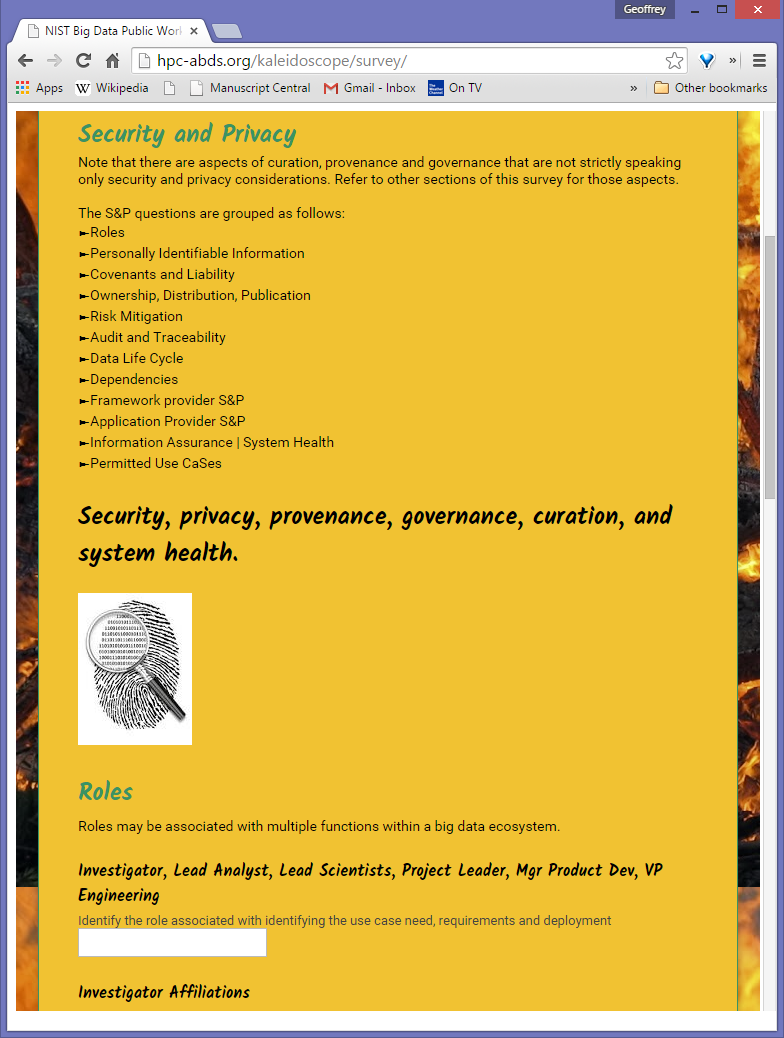 Geoffrey
NIST Big Data Public Wor
hpc-abds.org/kaleidoscope/survey/
Apps
Wikipedia
Manuscript Central
Gmail - Inbox
On TV
»
Other bookmarks
Security and Privacy
Note that there are aspects of curation, provenance and governance that are not strictly speaking
only security and privacy considerations. Refer to other sections of this survey for those aspects.
The S&P questions are grouped as follows:
►Roles
►Personally Identifiable Information
►Covenants and Liability
►Ownership, Distribution, Publication
►Risk Mitigation
►Audit and Traceability
►Data Life Cycle
►Dependencies
►Framework provider S&P
►Application Provider S&P
►Information Assurance | System Health
►Permitted Use CaSes
Security, privacy, provenance, governance, curation, and
system health.
Roles
Roles may be associated with multiple functions within a big data ecosystem.
Investigator, Lead Analyst, Lead Scientists, Project Leader, Mgr Product Dev, VP
Engineering
Identify the role associated with identifying the use case need, requirements and deployment
Investigator Affiliations